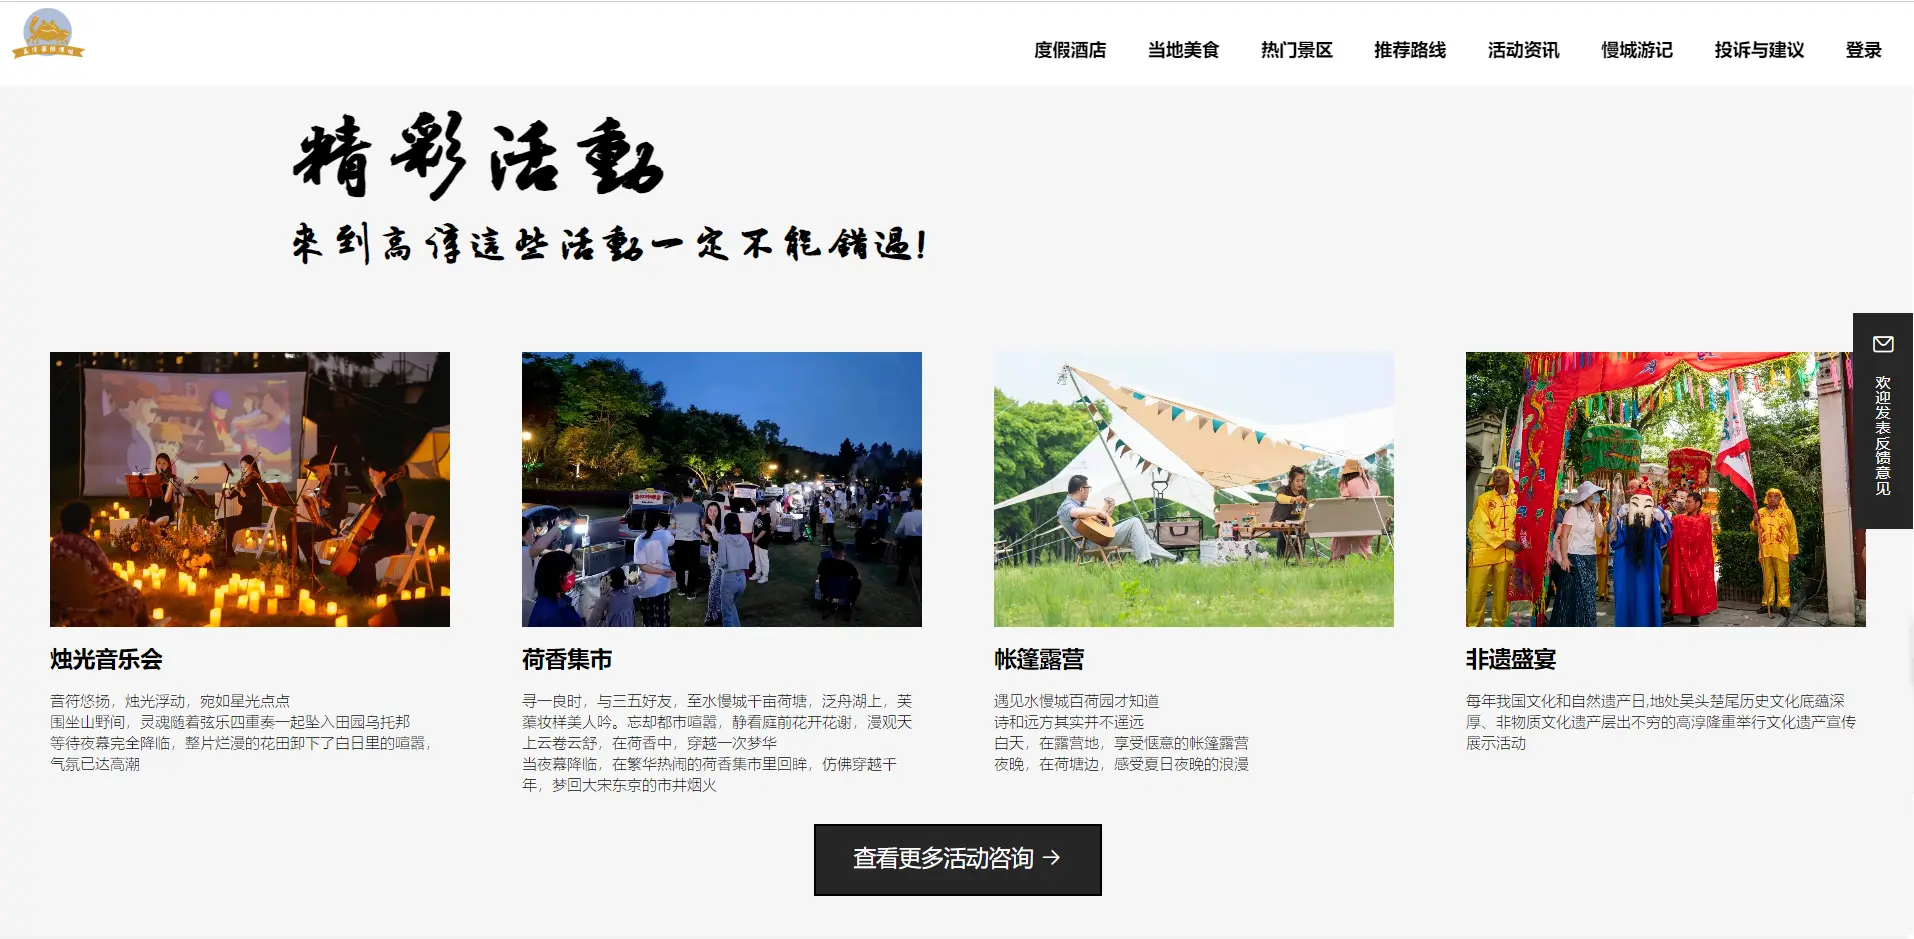 度假酒店 当地美食 热门景区 推荐路线 活动资讯 慢城游记 投诉与建议 登录
精彩活動
来到高淳這些活動一定不能錯過!
欢迎发表反馈意见
烛光音乐会
音符悠扬，烛光浮动，宛如星光点点
围坐山野间，灵魂随着弦乐四重奏一起坠入田园乌托邦
等待夜幕完全降临，整片烂漫的花田卸下了白日里的喧嚣，
气氛已达高潮
荷香集市
寻一良时，与三五好友，至水慢城千亩荷塘，泛舟湖上，芙
蕖妆样美人吟。忘却都市喧嚣，静看庭前花开花谢，漫观天
上云卷云舒，在荷香中，穿越一次梦华
当夜幕降临，在繁华热闹的荷香集市里回眸，仿佛穿越千
年，梦回大宋东京的市井烟火
帐篷露营
遇见水慢城百荷园才知道
诗和远方其实并不遥远
白天，在露营地，享受惬意的帐篷露营
夜晚，在荷塘边，感受夏日夜晚的浪漫
非遗盛宴
每年我国文化和自然遗产日,地处吴头楚尾历史文化底蕴深
厚、非物质文化遗产层出不穷的高淳隆重举行文化遗产宣传
展示活动
查看更多活动咨询 →